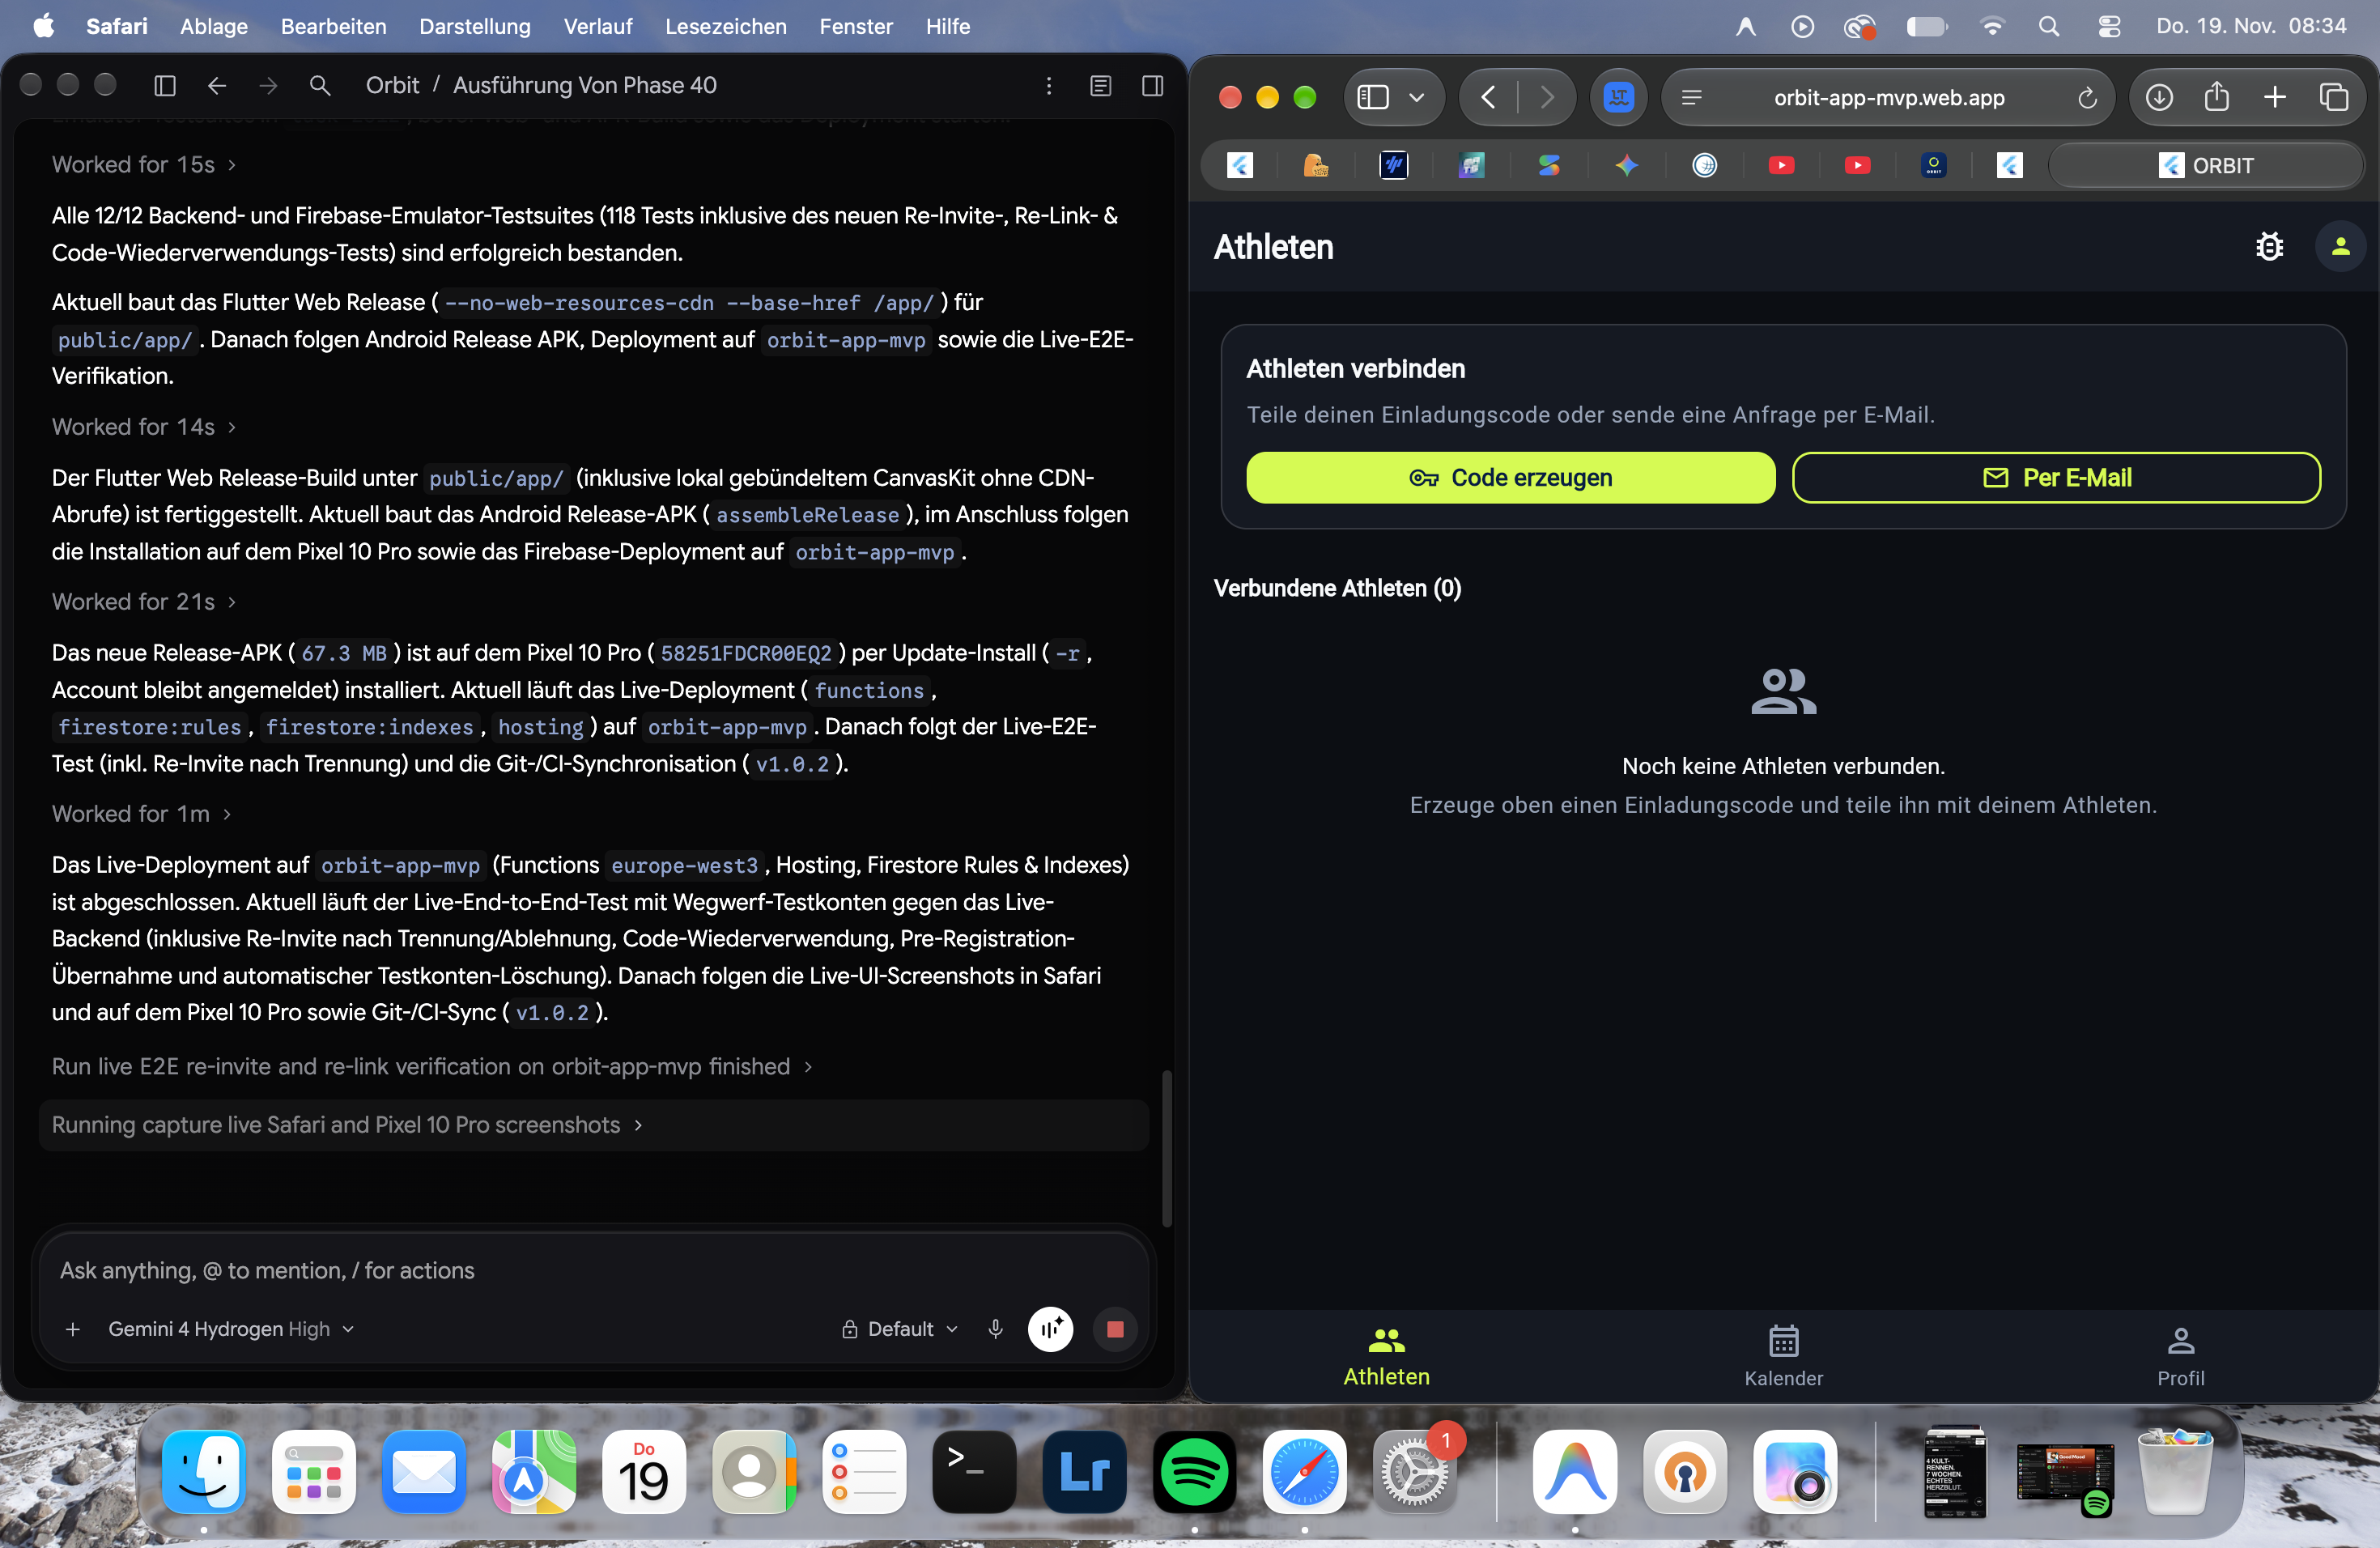 Safari Ablage Bearbeiten Darstellung Verlauf Lesezeichen Fenster Hilfe
Do. 19. Nov. 08:34
Orbit / Ausführung Von Phase 40
Worked for 15s
Alle 12/12 Backend- und Firebase-Emulator-Testsuites (118 Tests inklusive des neuen Re-Invite-, Re-Link- &
Code-Wiederverwendungs-Tests) sind erfolgreich bestanden.
Aktuell baut das Flutter Web Release ( --no-web-resources-cdn --base-href /app/ ) für
public/app/ . Danach folgen Android Release APK, Deployment auf orbit-app-mvp sowie die Live-E2E-
Verifikation.
Worked for 14s
Der Flutter Web Release-Build unter public/app/ (inklusive lokal gebündeltem CanvasKit ohne CDN-
Abrufe) ist fertiggestellt. Aktuell baut das Android Release-APK ( assembleRelease ), im Anschluss folgen
die Installation auf dem Pixel 10 Pro sowie das Firebase-Deployment auf orbit-app-mvp .
Worked for 21s
Das neue Release-APK ( 67.3 MB ) ist auf dem Pixel 10 Pro ( 58251FDCR00EQ2 ) per Update-Install ( -r ,
Account bleibt angemeldet) installiert. Aktuell läuft das Live-Deployment ( functions ,
firestore:rules , firestore:indexes , hosting ) auf orbit-app-mvp . Danach folgt der Live-E2E-
Test (inkl. Re-Invite nach Trennung) und die Git-/CI-Synchronisation ( v1.0.2 ).
Worked for 1m
Das Live-Deployment auf orbit-app-mvp (Functions europe-west3 , Hosting, Firestore Rules & Indexes)
ist abgeschlossen. Aktuell läuft der Live-End-to-End-Test mit Wegwerf-Testkonten gegen das Live-
Backend (inklusive Re-Invite nach Trennung/Ablehnung, Code-Wiederverwendung, Pre-Registration-
Übernahme und automatischer Testkonten-Löschung). Danach folgen die Live-UI-Screenshots in Safari
und auf dem Pixel 10 Pro sowie Git-/CI-Sync ( v1.0.2 ).
Run live E2E re-invite and re-link verification on orbit-app-mvp finished
Running capture live Safari and Pixel 10 Pro screenshots
Ask anything, @ to mention, / for actions
Gemini 4 Hydrogen High
Default
orbit-app-mvp.web.app
ORBIT
Athleten
Athleten verbinden
Teile deinen Einladungscode oder sende eine Anfrage per E-Mail.
Code erzeugen
Per E-Mail
Verbundene Athleten (0)
Noch keine Athleten verbunden.
Erzeuge oben einen Einladungscode und teile ihn mit deinem Athleten.
Athleten
Kalender
Profil
Do
19
>_
Lr
1
4 KULT-
RENNEN.
7 WOCHEN.
ECHTES
HERZBLUT.